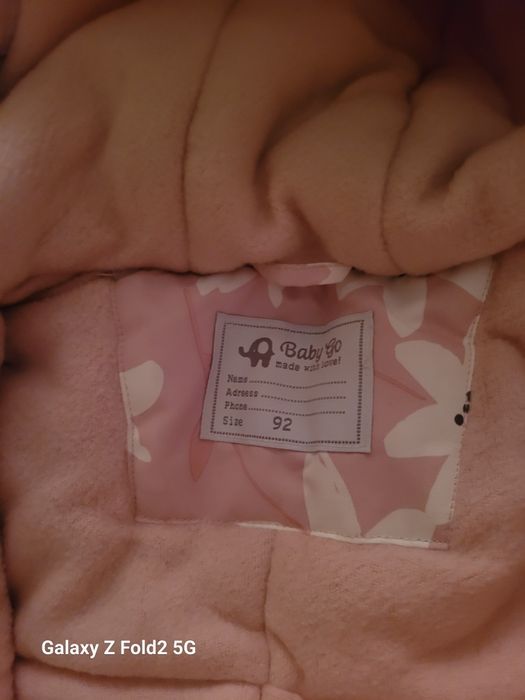 Baby Go
made with love!
Name
Adress
Phone
Size 92
Galaxy Z Fold2 5G